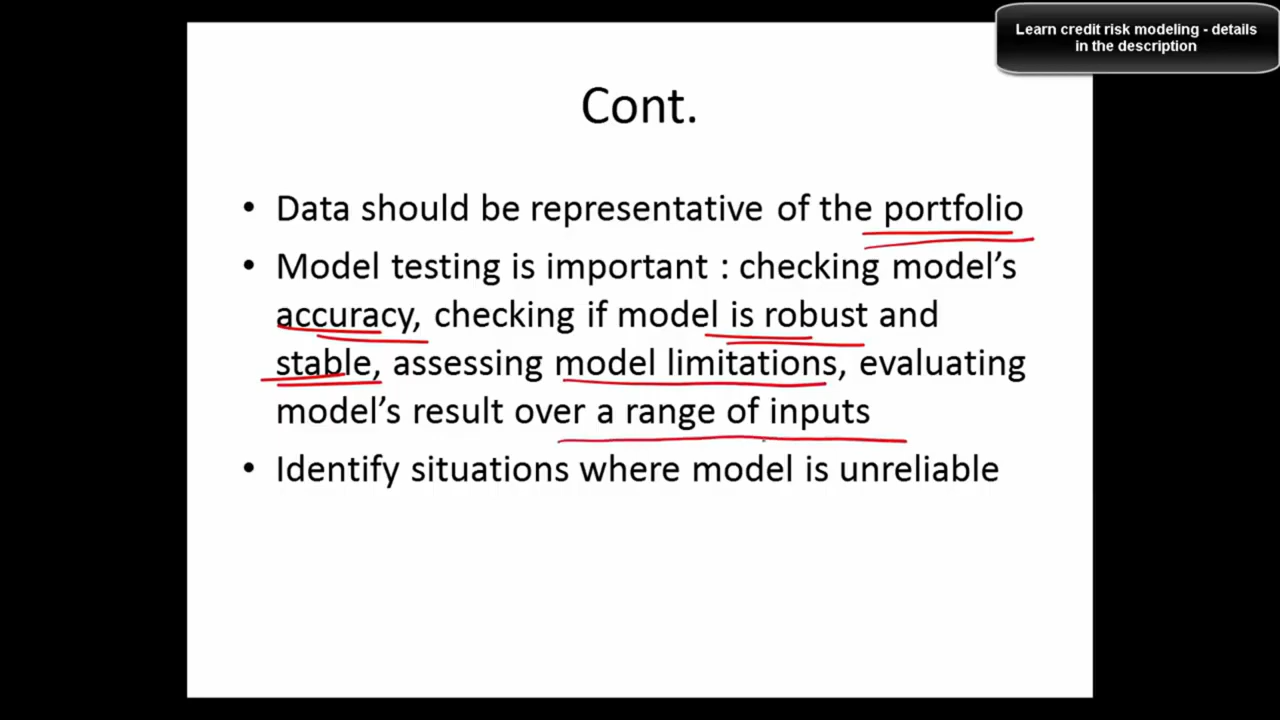 Learn credit risk modeling - details
in the description
Cont.
• Data should be representative of the portfolio
• Model testing is important : checking model’s
accuracy, checking if model is robust and
stable, assessing model limitations, evaluating
model’s result over a range of inputs
• Identify situations where model is unreliable